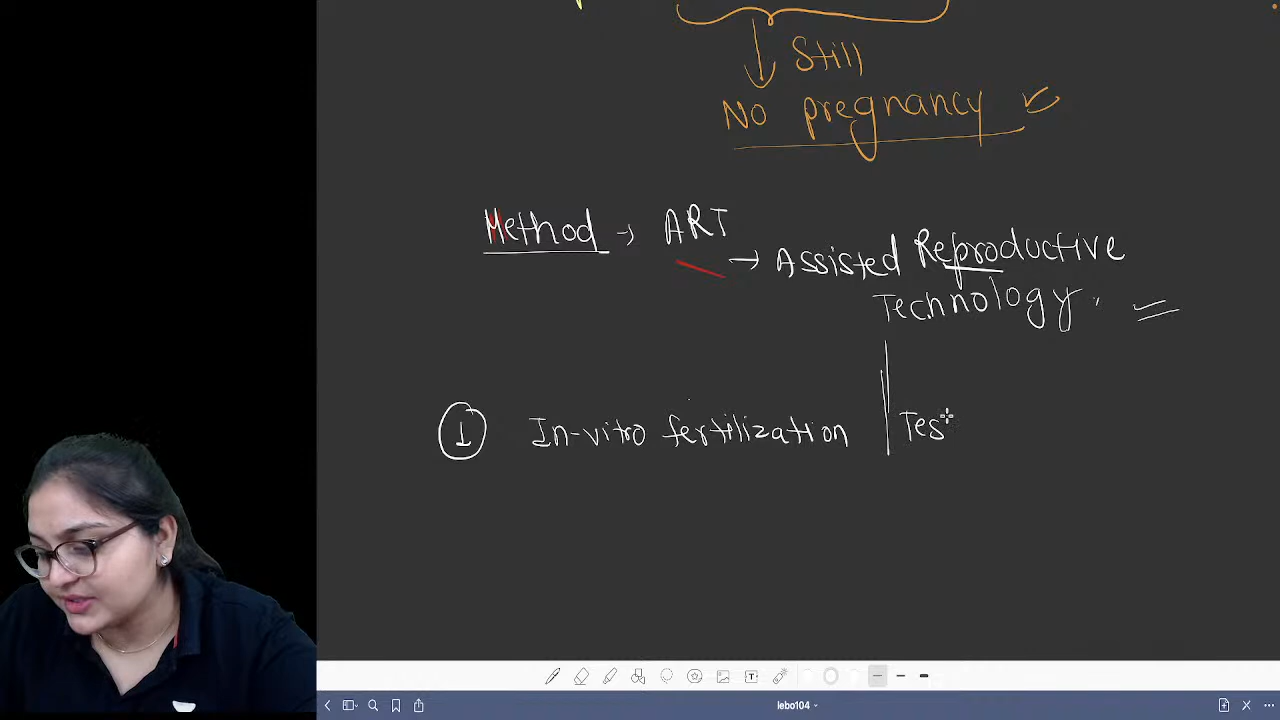 Still
No pregnancy
Method → ART
→ Assisted Reproductive
Technology.
1 In-vitro fertilization | Tes
lebo104